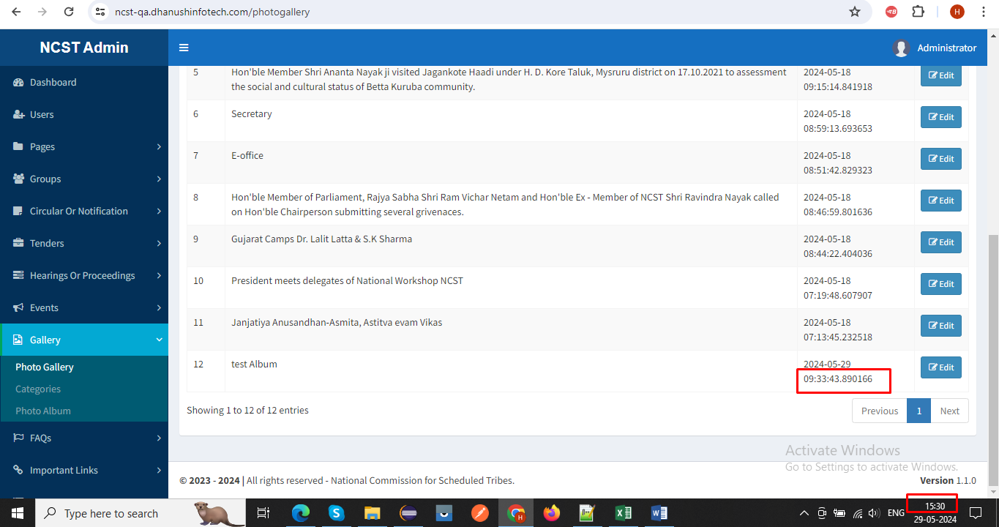 ncst-qa.dhanushinfotech.com/photogallery
H
NCST Admin
Administrator
Dashboard
Users
Pages
Groups
Circular Or Notification
Tenders
Hearings Or Proceedings
Events
Gallery
Photo Gallery
Categories
Photo Album
FAQs
Important Links
5 Hon'ble Member Shri Ananta Nayak ji visited Jagankote Haadi under H. D. Kore Taluk, Mysruru district on 17.10.2021 to assessment 2024-05-18 Edit
the social and cultural status of Betta Kuruba community. 09:15:14.841918
6 Secretary 2024-05-18 Edit
08:59:13.693653
7 E-office 2024-05-18 Edit
08:51:42.829323
8 Hon'ble Member of Parliament, Rajya Sabha Shri Ram Vichar Netam and Hon'ble Ex - Member of NCST Shri Ravindra Nayak called 2024-05-18 Edit
on Hon'ble Chairperson submitting several grivenaces. 08:46:59.801636
9 Gujarat Camps Dr. Lalit Latta & S.K Sharma 2024-05-18 Edit
08:44:22.404036
10 President meets delegates of National Workshop NCST 2024-05-18 Edit
07:19:48.607907
11 Janjatiya Anusandhan-Asmita, Astitva evam Vikas 2024-05-18 Edit
07:13:45.232518
12 test Album 2024-05-29 Edit
09:33:43.890166
Showing 1 to 12 of 12 entries
Previous 1 Next
Activate Windows
Go to Settings to activate Windows.
© 2023 - 2024 | All rights reserved - National Commission for Scheduled Tribes.
Version 1.1.0
Type here to search
ENG
15:30
29-05-2024